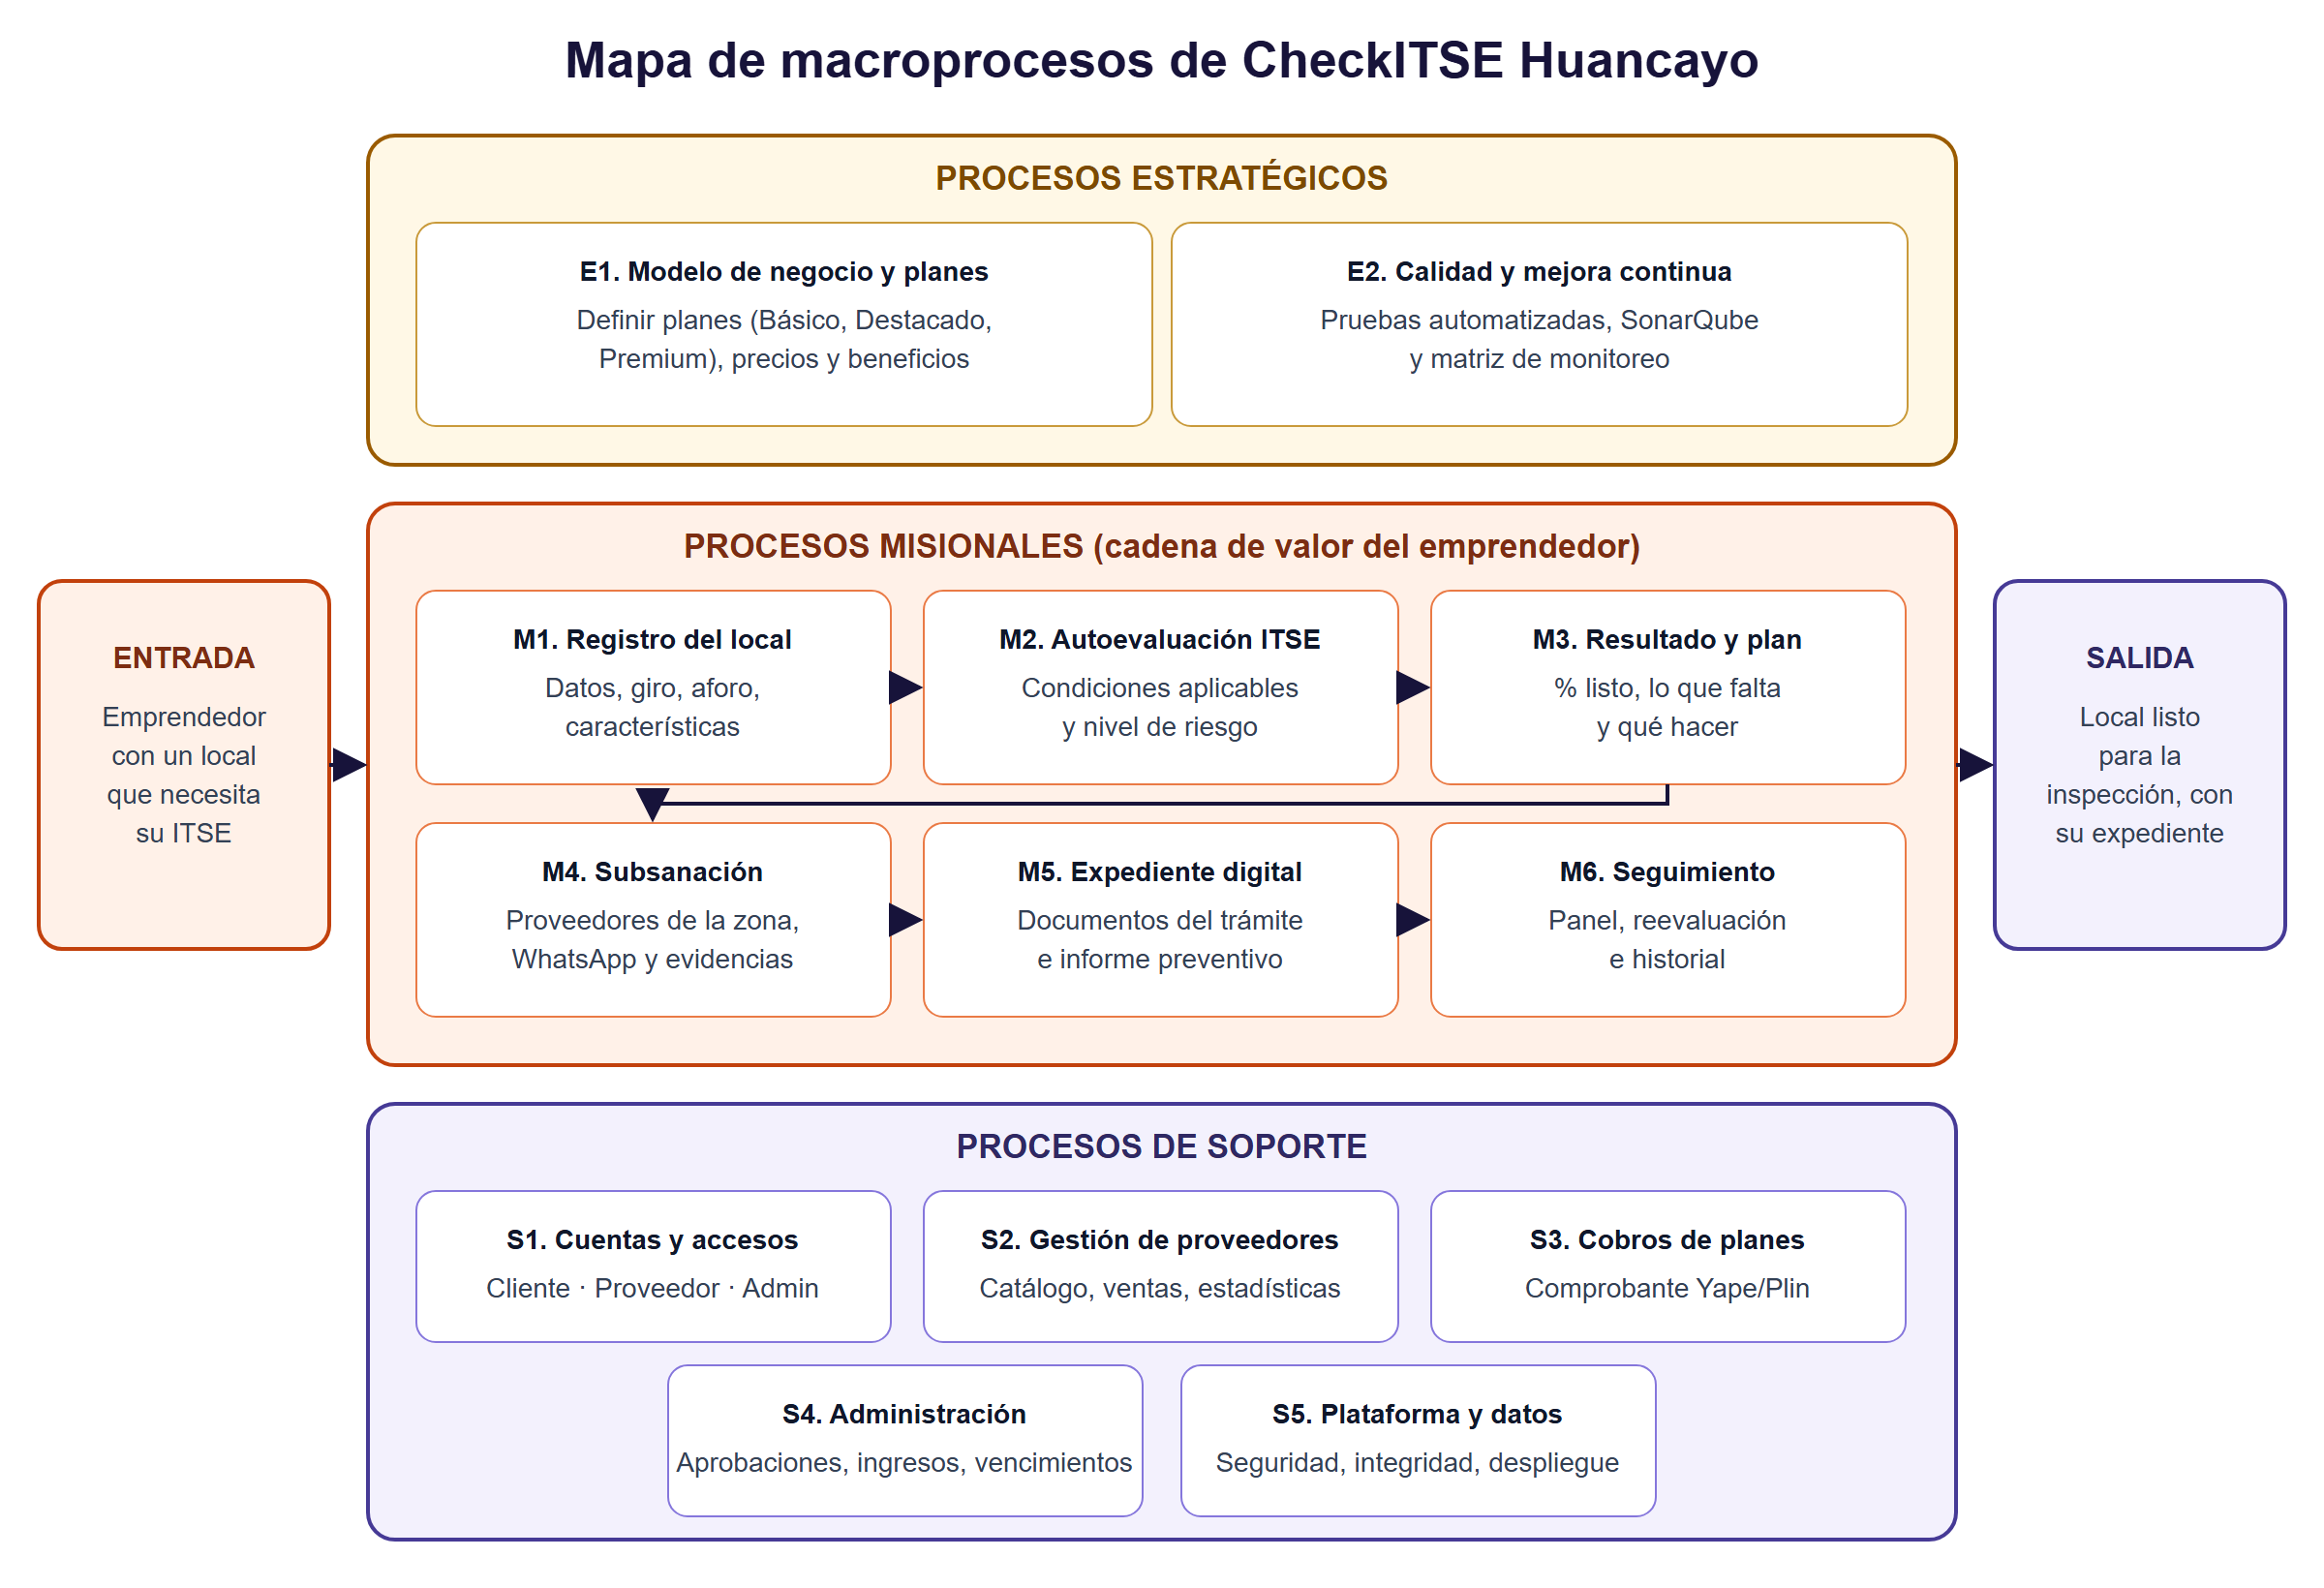 Mapa de macroprocesos de CheckITSE Huancayo
PROCESOS ESTRATÉGICOS
E1. Modelo de negocio y planes
Definir planes (Básico, Destacado,
Premium), precios y beneficios
E2. Calidad y mejora continua
Pruebas automatizadas, SonarQube
y matriz de monitoreo
ENTRADA
Emprendedor
con un local
que necesita
su ITSE
PROCESOS MISIONALES (cadena de valor del emprendedor)
M1. Registro del local
Datos, giro, aforo,
características
M2. Autoevaluación ITSE
Condiciones aplicables
y nivel de riesgo
M3. Resultado y plan
% listo, lo que falta
y qué hacer
M4. Subsanación
Proveedores de la zona,
WhatsApp y evidencias
M5. Expediente digital
Documentos del trámite
e informe preventivo
M6. Seguimiento
Panel, reevaluación
e historial
SALIDA
Local listo
para la
inspección, con
su expediente
PROCESOS DE SOPORTE
S1. Cuentas y accesos
Cliente · Proveedor · Admin
S2. Gestión de proveedores
Catálogo, ventas, estadísticas
S3. Cobros de planes
Comprobante Yape/Plin
S4. Administración
Aprobaciones, ingresos, vencimientos
S5. Plataforma y datos
Seguridad, integridad, despliegue